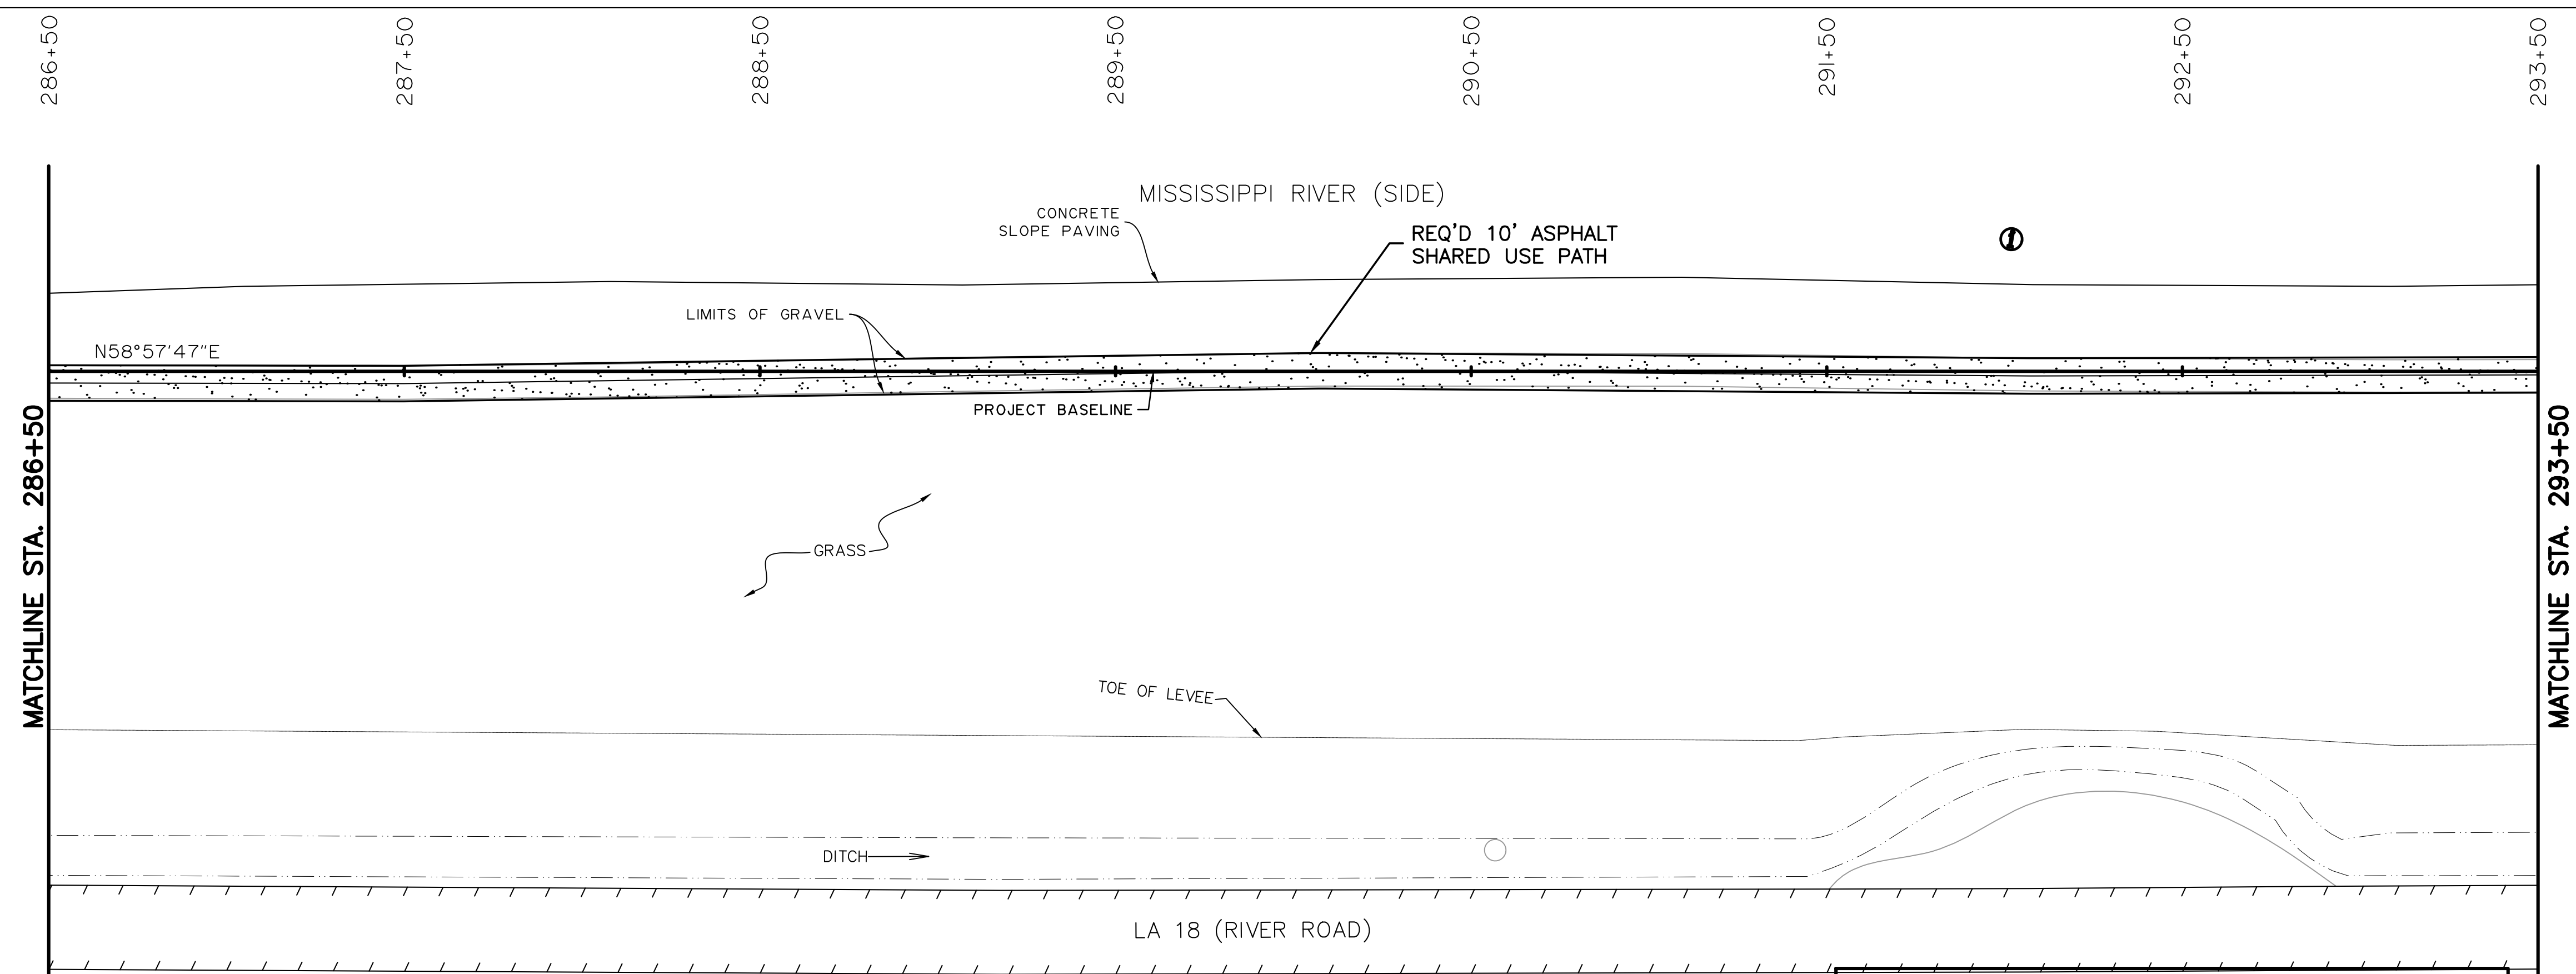 286+50
287+50
288+50
289+50
290+50
291+50
292+50
293+50
MISSISSIPPI RIVER (SIDE)
CONCRETE
SLOPE PAVING
REQ'D 10' ASPHALT
SHARED USE PATH
1
LIMITS OF GRAVEL
N58°57'47"E
PROJECT BASELINE
MATCHLINE STA. 286+50
MATCHLINE STA. 293+50
GRASS
TOE OF LEVEE
DITCH
LA 18 (RIVER ROAD)